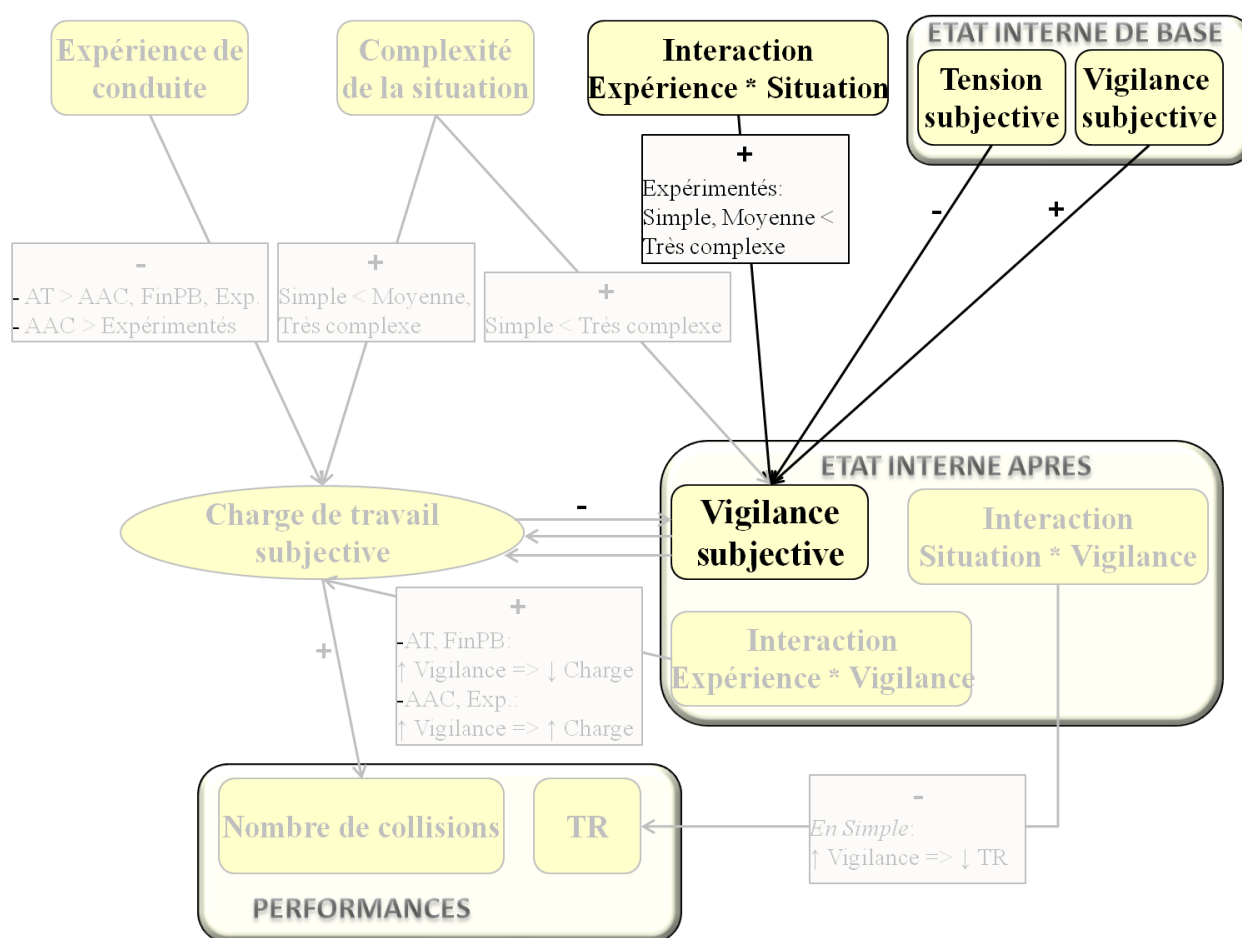 Expérience de
conduite
Complexité
de la situation
Interaction
Expérience * Situation
ETAT INTERNE DE BASE
Tension
subjective
Vigilance
subjective
-
- AT > AAC, FinPB, Exp.
- AAC > Expérimentés
+
Simple < Moyenne,
Très complexe
+
Simple < Très complexe
+
Expérimentés:
Simple, Moyenne <
Très complexe
-
+
ETAT INTERNE APRES
Charge de travail
subjective
-
Vigilance
subjective
Interaction
Situation * Vigilance
Interaction
Expérience * Vigilance
+
-AT, FinPB:
↑ Vigilance => ↓ Charge
-AAC, Exp.:
↑ Vigilance => ↑ Charge
+
Nombre de collisions
TR
PERFORMANCES
-
En Simple:
↑ Vigilance => ↓ TR